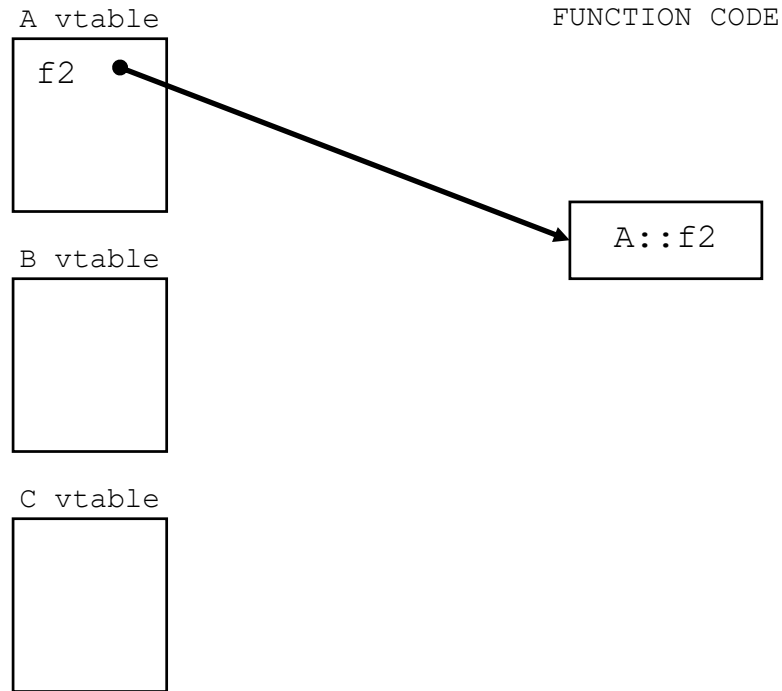 A vtable
FUNCTION CODE
f2
A::f2
B vtable
C vtable